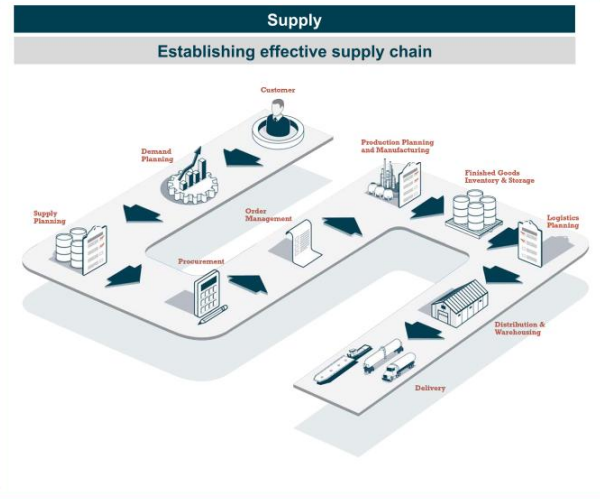 Supply
Establishing effective supply chain
Customer
Demand
Planning
Supply
Planning
Procurement
Order
Management
Production Planning
and Manufacturing
Finished Goods
Inventory & Storage
Logistics
Planning
Distribution &
Warehousing
Delivery